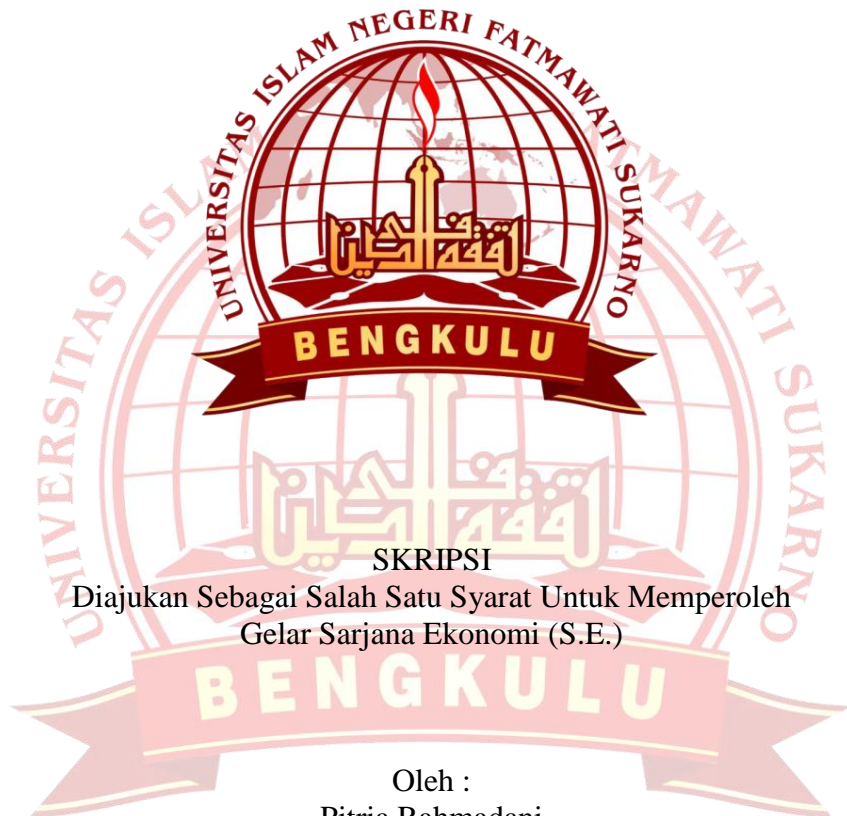 UNIVERSITAS ISLAM NEGERI FATMAWATI SUKARNO
BENGKULU
SKRIPSI
Diajukan Sebagai Salah Satu Syarat Untuk Memperoleh
Gelar Sarjana Ekonomi (S.E.)
Oleh :